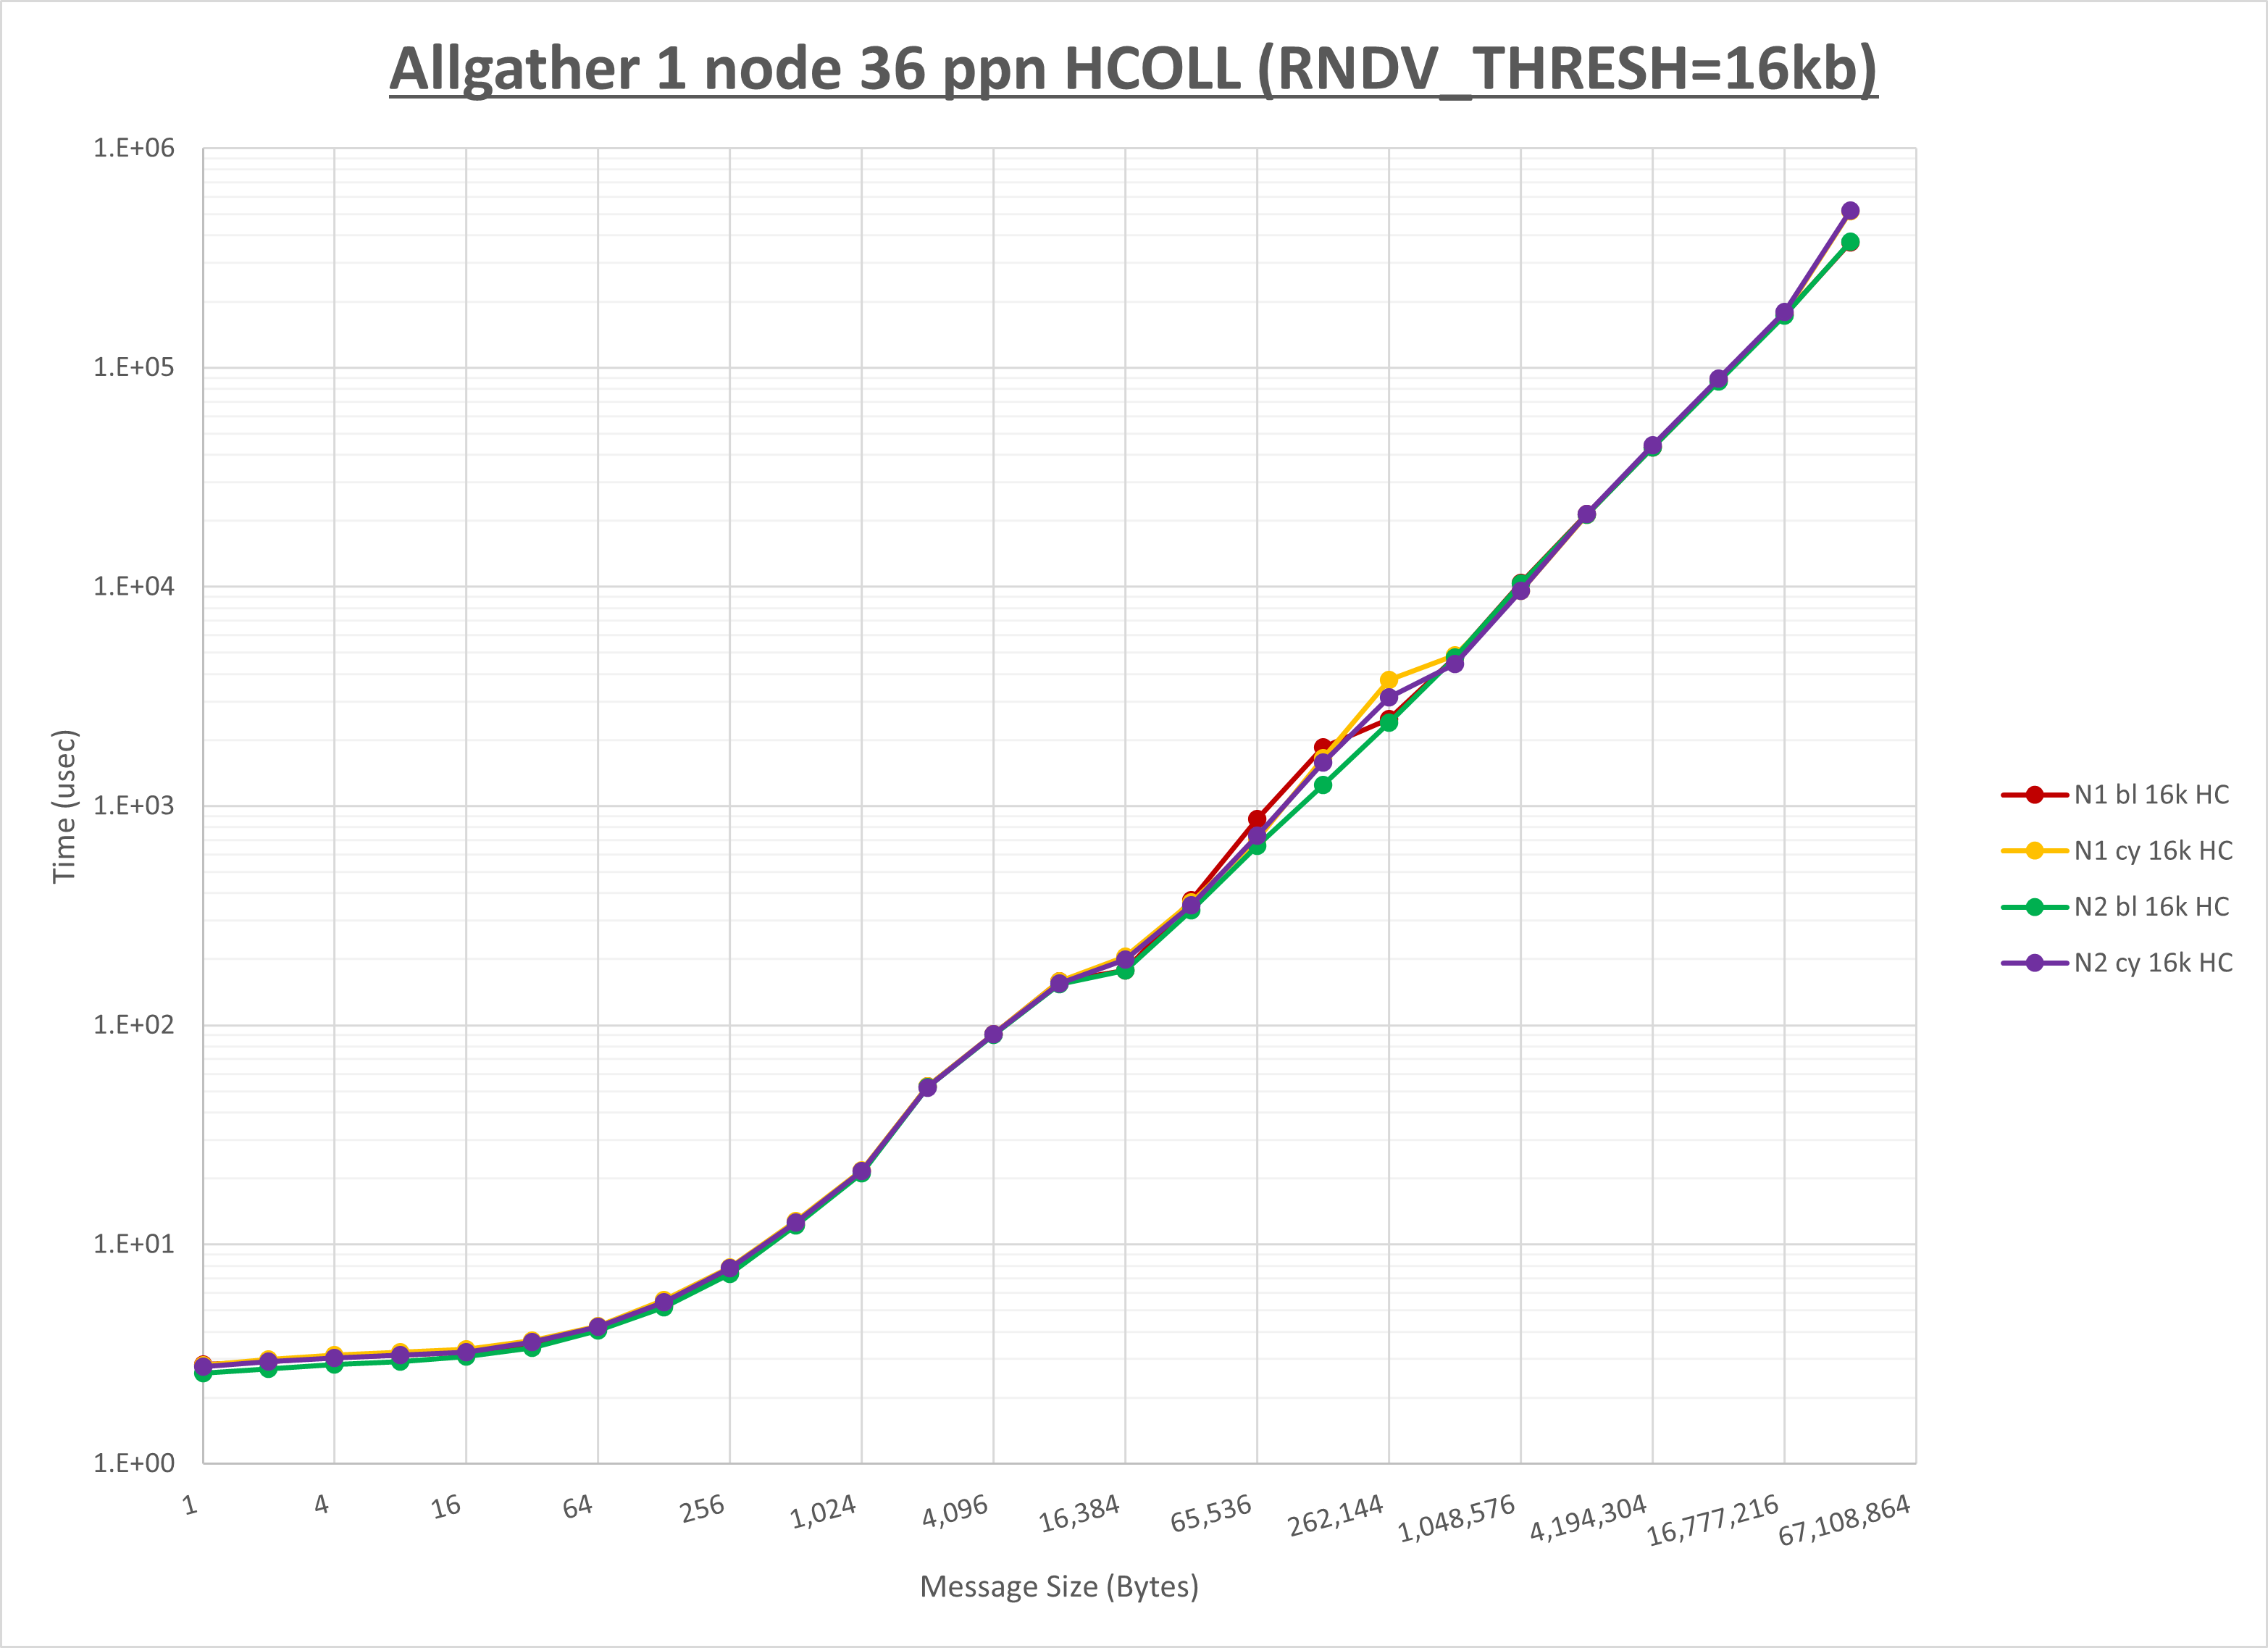 Allgather 1 node 36 ppn HCOLL (RNDV_THRESH=16kb)
1.E+06
1.E+05
1.E+04
1.E+03
1.E+02
1.E+01
1.E+00
Time (usec)
1
4
16
64
256
1,024
4,096
16,384
65,536
262,144
1,048,576
4,194,304
16,777,216
67,108,864
Message Size (Bytes)
N1 bl 16k HC
N1 cy 16k HC
N2 bl 16k HC
N2 cy 16k HC